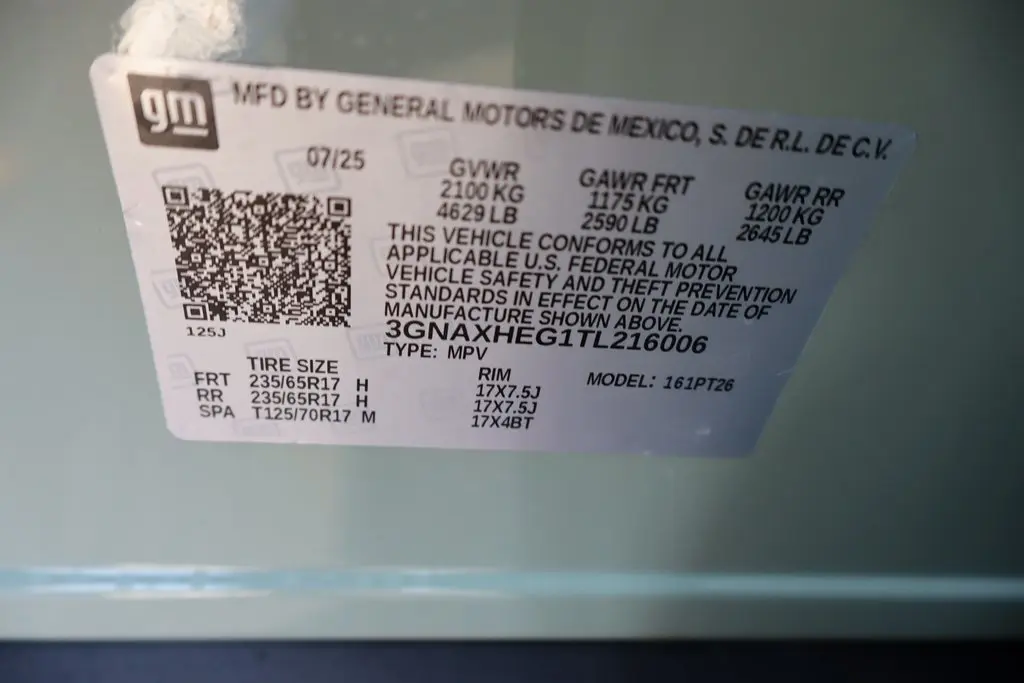 gm
MFD BY GENERAL MOTORS DE MEXICO, S. DE R.L. DE C.V.
07/25
GVWR GAWR FRT GAWR RR
2100 KG 1175 KG 1200 KG
4629 LB 2590 LB 2645 LB
THIS VEHICLE CONFORMS TO ALL
APPLICABLE U.S. FEDERAL MOTOR
VEHICLE SAFETY AND THEFT PREVENTION
STANDARDS IN EFFECT ON THE DATE OF
MANUFACTURE SHOWN ABOVE.
125J
3GNAXHEG1TL216006
TYPE: MPV
TIRE SIZE RIM MODEL: 161PT26
FRT 235/65R17 H 17X7.5J
RR 235/65R17 H 17X7.5J
SPA T125/70R17 M 17X4BT